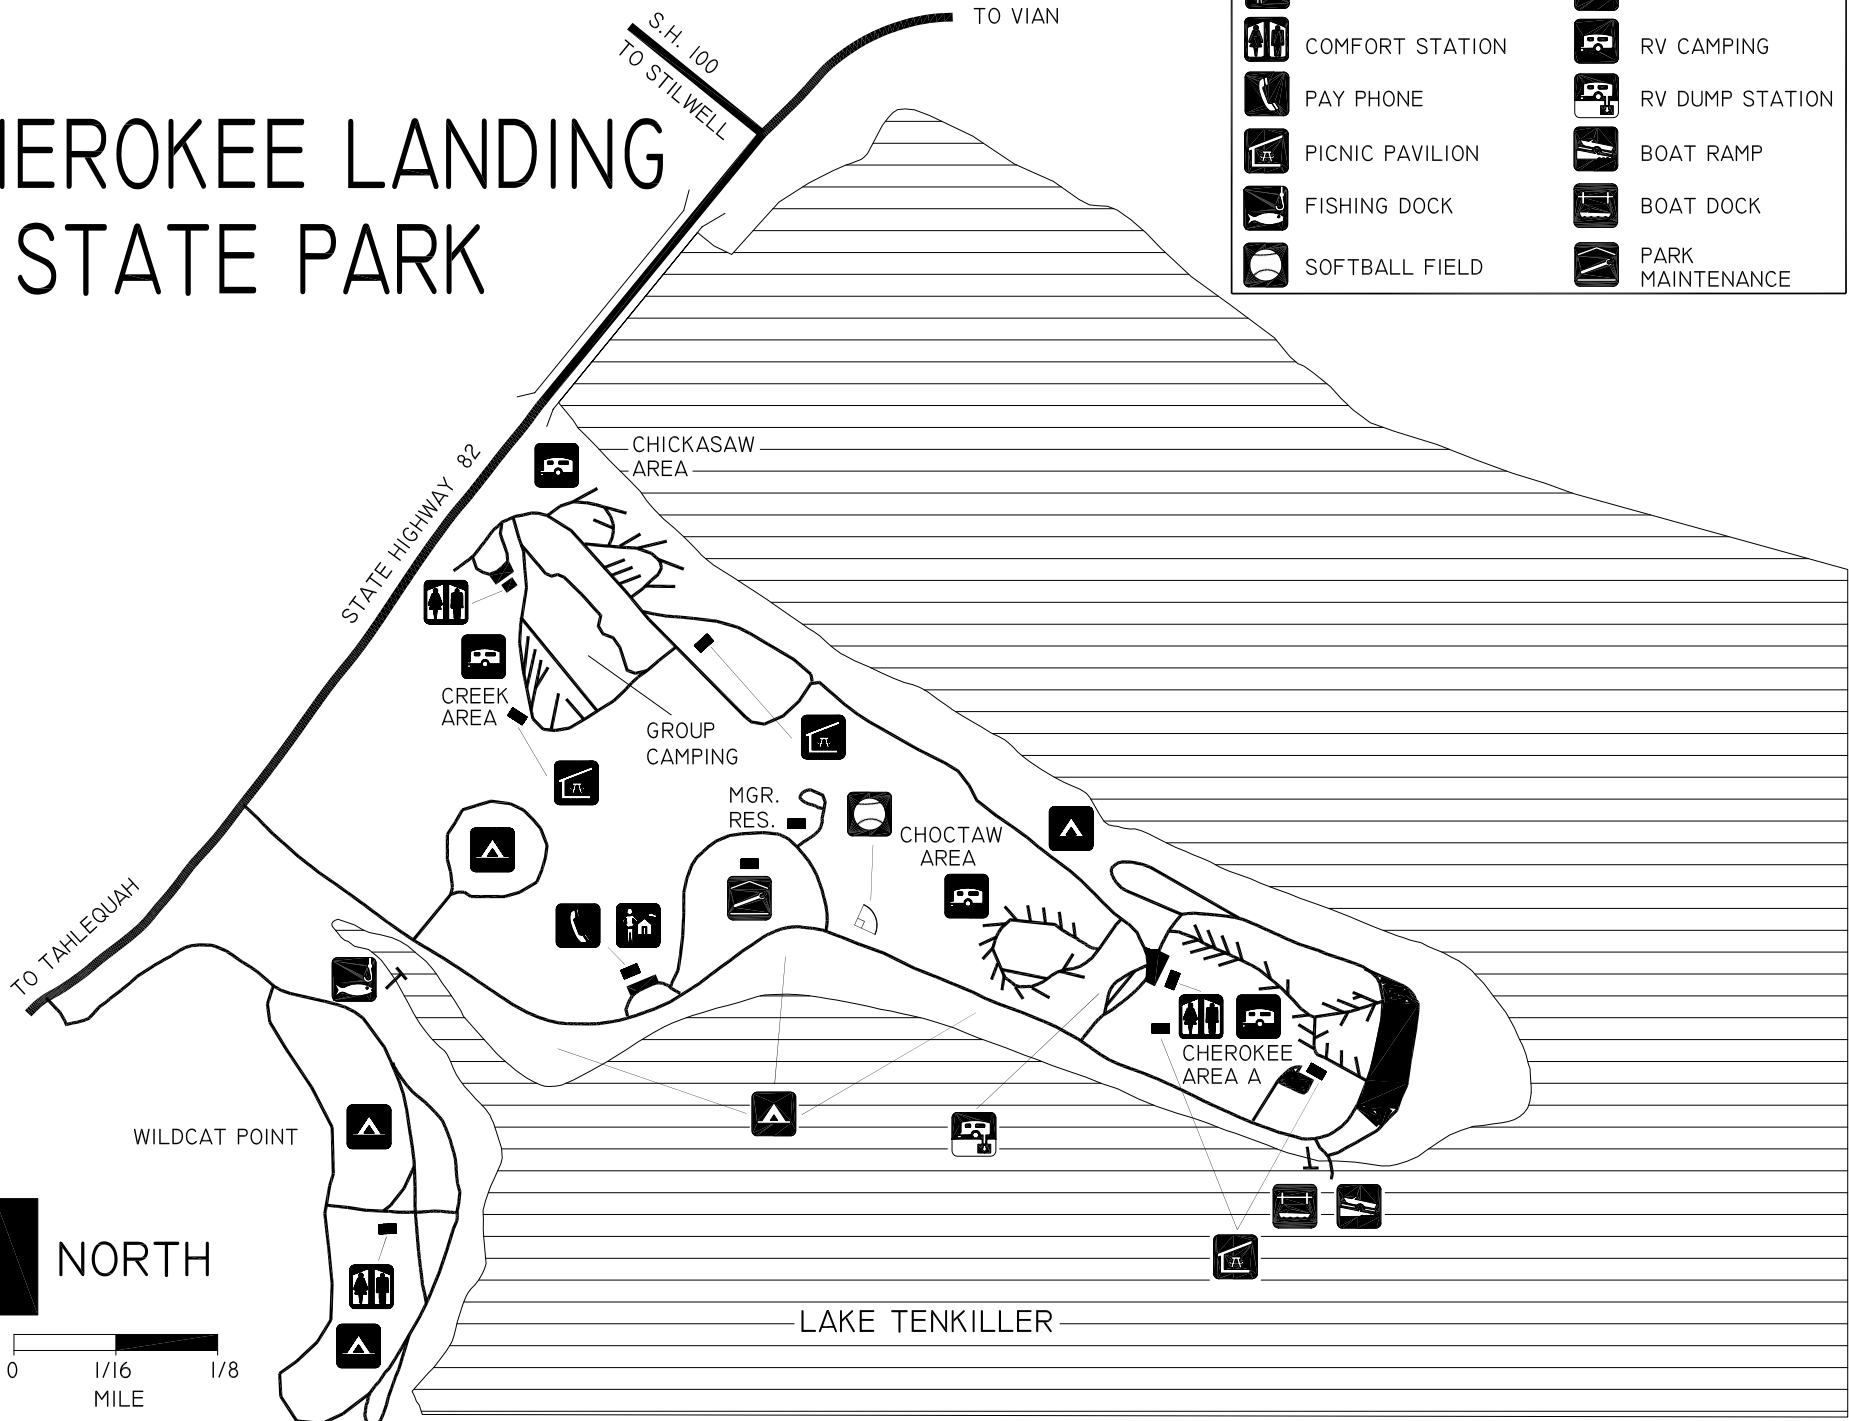 S.H. 100
TO STILWELL
TO VIAN
HEROKEE LANDING
STATE PARK
COMFORT STATION
PAY PHONE
PICNIC PAVILION
FISHING DOCK
SOFTBALL FIELD
RV CAMPING
RV DUMP STATION
BOAT RAMP
BOAT DOCK
PARK
MAINTENANCE
STATE HIGHWAY 82
CHICKASAW
AREA
CREEK
AREA
GROUP
CAMPING
MGR.
RES.
CHOCTAW
AREA
TO TAHLEQUAH
CHEROKEE
AREA A
WILDCAT POINT
NORTH
0 1/16 1/8
MILE
LAKE TENKILLER